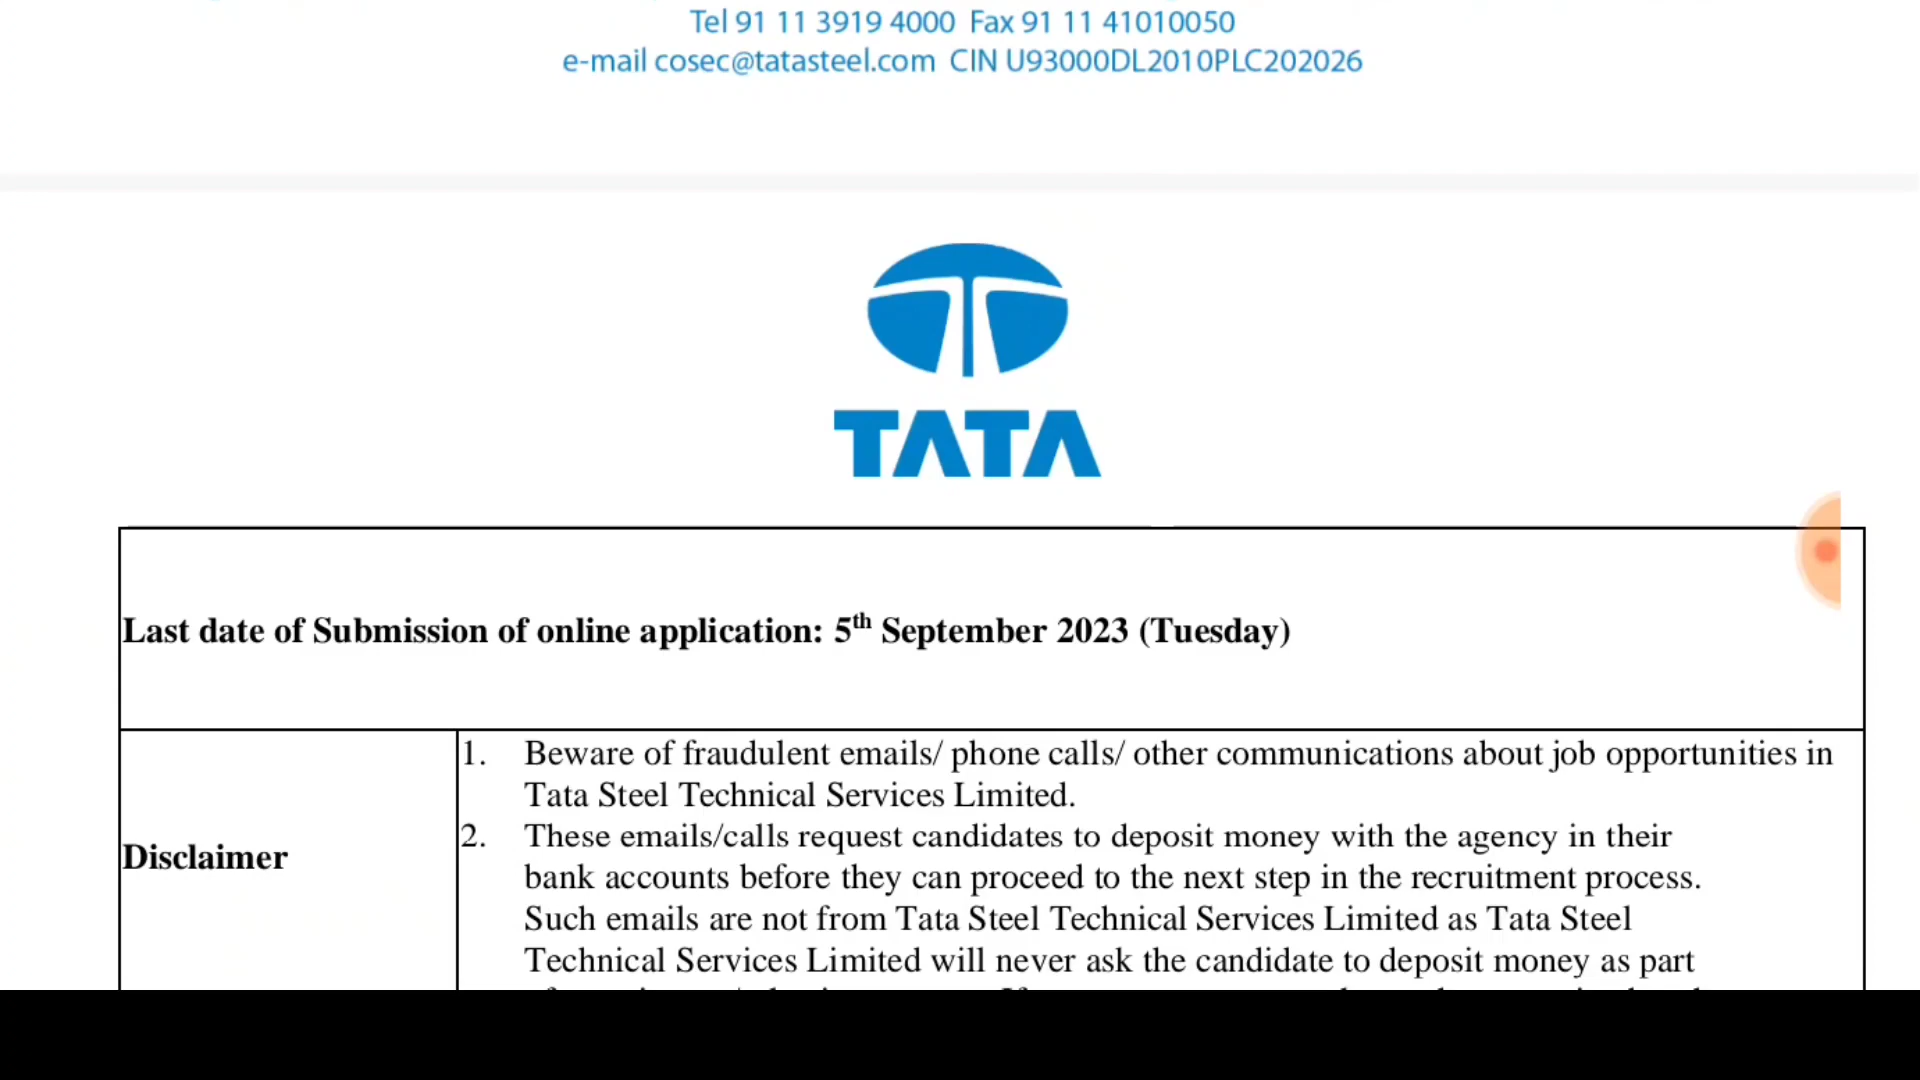 Tel 91 11 3919 4000 Fax 91 11 41010050
e-mail cosec@tatasteel.com CIN U93000DL2010PLC202026
TATA
Last date of Submission of online application: 5th September 2023 (Tuesday)
Disclaimer
1. Beware of fraudulent emails/ phone calls/ other communications about job opportunities in
Tata Steel Technical Services Limited.
2. These emails/calls request candidates to deposit money with the agency in their
bank accounts before they can proceed to the next step in the recruitment process.
Such emails are not from Tata Steel Technical Services Limited as Tata Steel
Technical Services Limited will never ask the candidate to deposit money as part